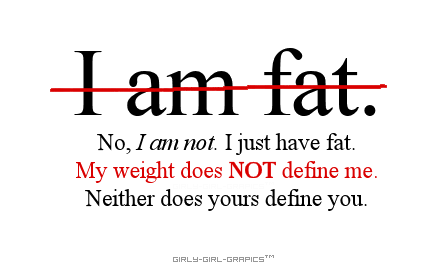 I am fat.
No, I am not. I just have fat.
My weight does NOT define me.
Neither does yours define you.
GIRLY-GIRL-GRAPICS™